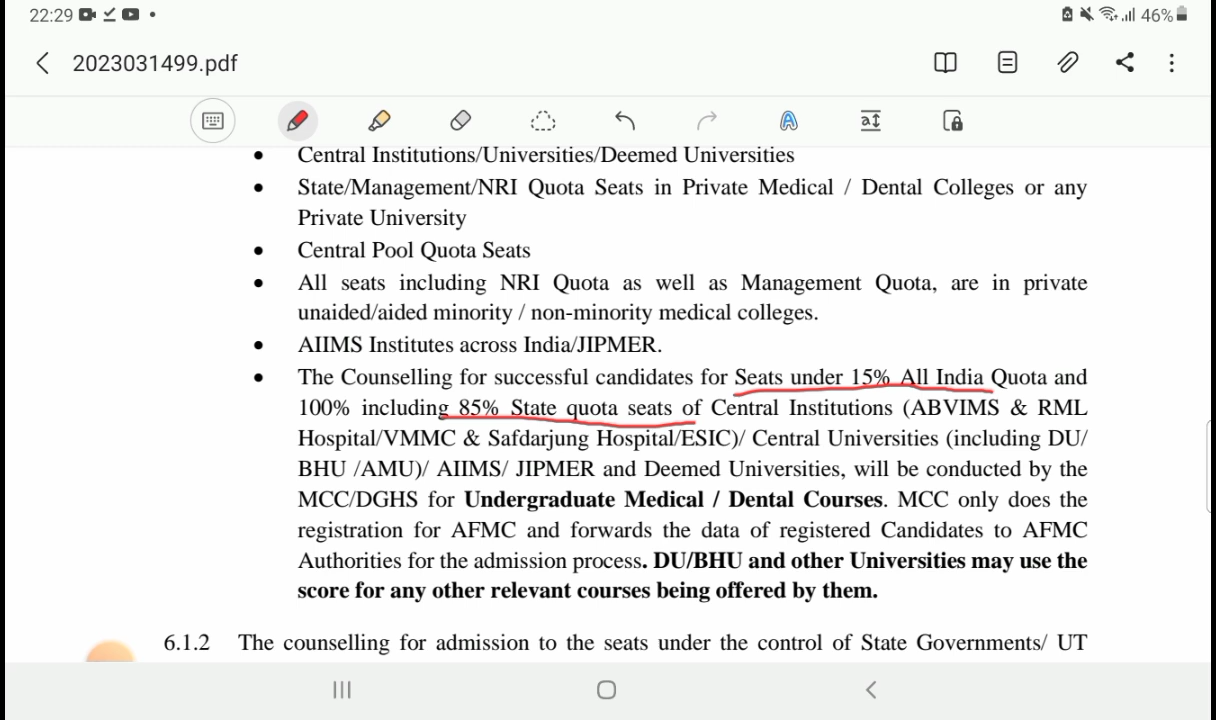 22:29 46%
2023031499.pdf
Central Institutions/Universities/Deemed Universities
• State/Management/NRI Quota Seats in Private Medical / Dental Colleges or any
Private University
• Central Pool Quota Seats
• All seats including NRI Quota as well as Management Quota, are in private
unaided/aided minority / non-minority medical colleges.
• AIIMS Institutes across India/JIPMER.
• The Counselling for successful candidates for Seats under 15% All India Quota and
100% including 85% State quota seats of Central Institutions (ABVIMS & RML
Hospital/VMMC & Safdarjung Hospital/ESIC)/ Central Universities (including DU/
BHU /AMU)/ AIIMS/ JIPMER and Deemed Universities, will be conducted by the
MCC/DGHS for Undergraduate Medical / Dental Courses. MCC only does the
registration for AFMC and forwards the data of registered Candidates to AFMC
Authorities for the admission process. DU/BHU and other Universities may use the
score for any other relevant courses being offered by them.
6.1.2 The counselling for admission to the seats under the control of State Governments/ UT